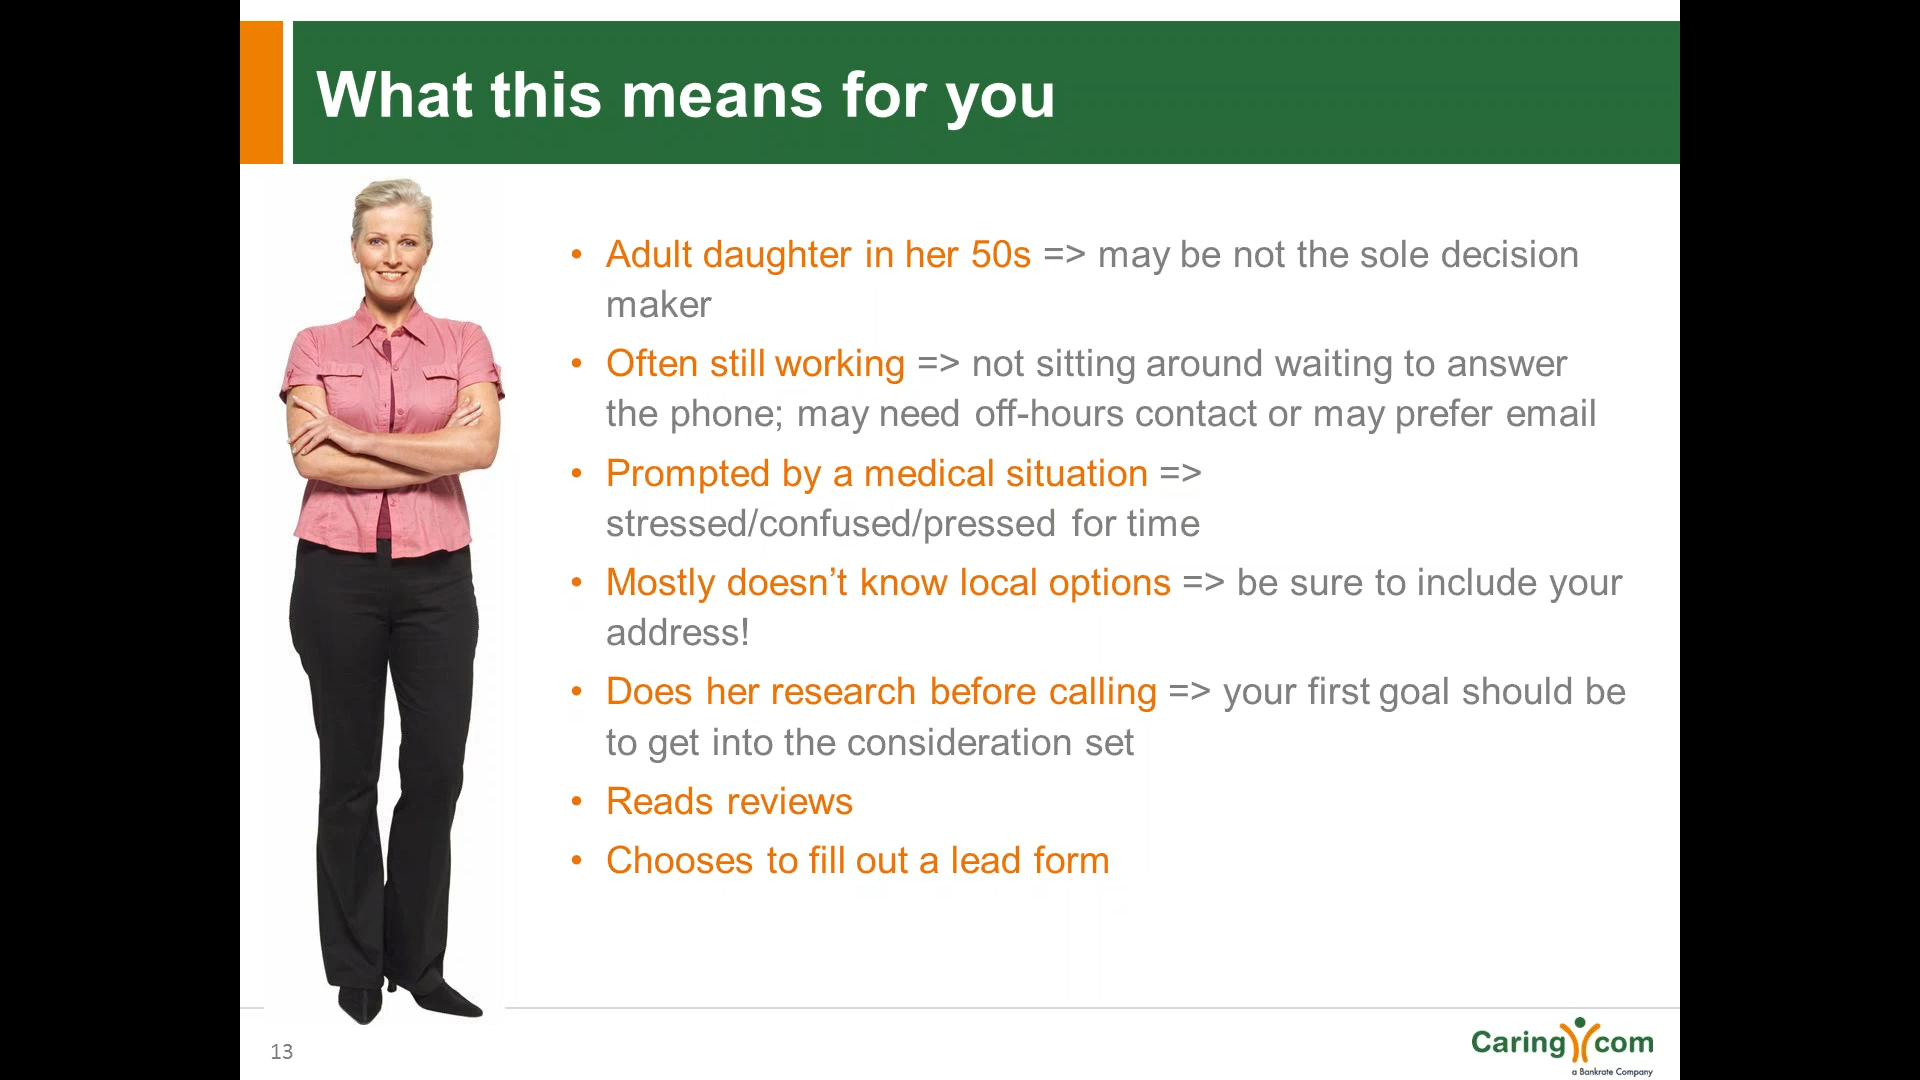 What this means for you
• Adult daughter in her 50s => may be not the sole decision
maker
• Often still working => not sitting around waiting to answer
the phone; may need off-hours contact or may prefer email
• Prompted by a medical situation =>
stressed/confused/pressed for time
• Mostly doesn’t know local options => be sure to include your
address!
• Does her research before calling => your first goal should be
to get into the consideration set
• Reads reviews
• Chooses to fill out a lead form
13
Caring com
a Bankrate Company